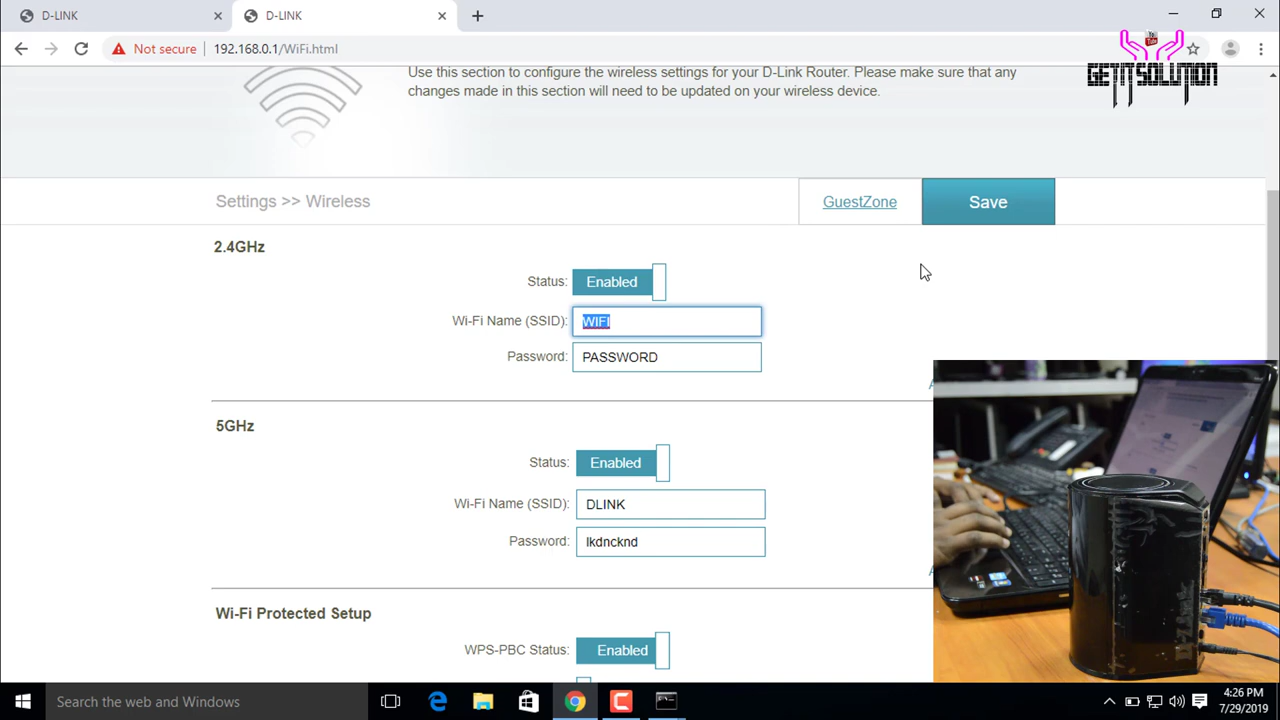 D-LINK
D-LINK
Not secure
192.168.0.1/WiFi.html
GET IT SOLUTION
Use this section to configure the wireless settings for your D-Link Router. Please make sure that any
changes made in this section will need to be updated on your wireless device.
Settings >> Wireless
GuestZone
Save
2.4GHz
Status:
Enabled
Wi-Fi Name (SSID):
WIFI
Password:
PASSWORD
5GHz
Status:
Enabled
Wi-Fi Name (SSID):
DLINK
Password:
lkdncknd
Wi-Fi Protected Setup
WPS-PBC Status:
Enabled
Search the web and Windows
4:26 PM
7/29/2019